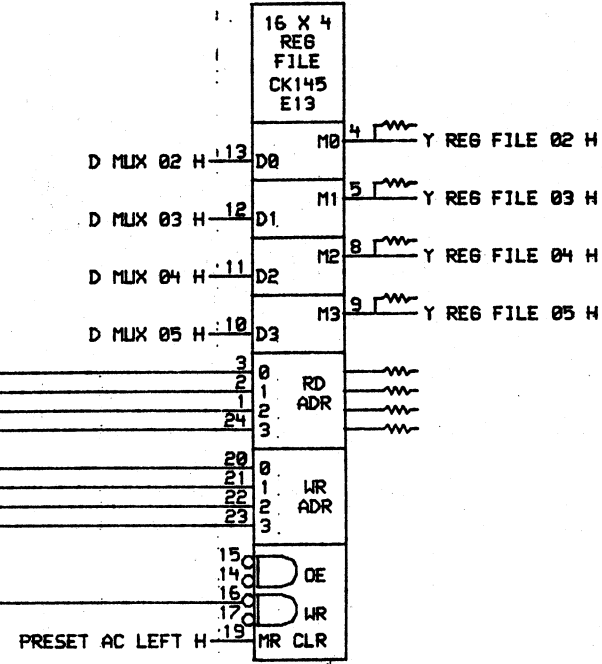 16 X 4
REG
FILE
CK145
E13
M0 4 Y REG FILE 02 H
D MUX 02 H 13 D0
M1 5 Y REG FILE 03 H
D MUX 03 H 12 D1
M2 8 Y REG FILE 04 H
D MUX 04 H 11 D2
M3 9 Y REG FILE 05 H
D MUX 05 H 10 D3
3 0
2 1 RD
1 2 ADR
24 3
20 0
21 1 WR
22 2 ADR
23 3
15
14 OE
16
17 WR
PRESET AC LEFT H 19 MR CLR